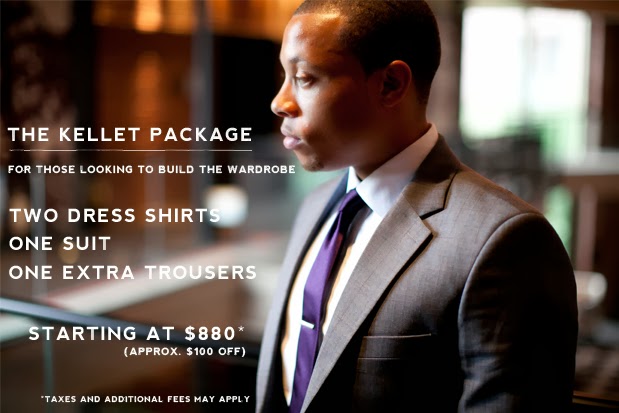 THE KELLET PACKAGE
FOR THOSE LOOKING TO BUILD THE WARDROBE
TWO DRESS SHIRTS
ONE SUIT
ONE EXTRA TROUSERS
STARTING AT $880*
(APPROX. $100 OFF)
*TAXES AND ADDITIONAL FEES MAY APPLY